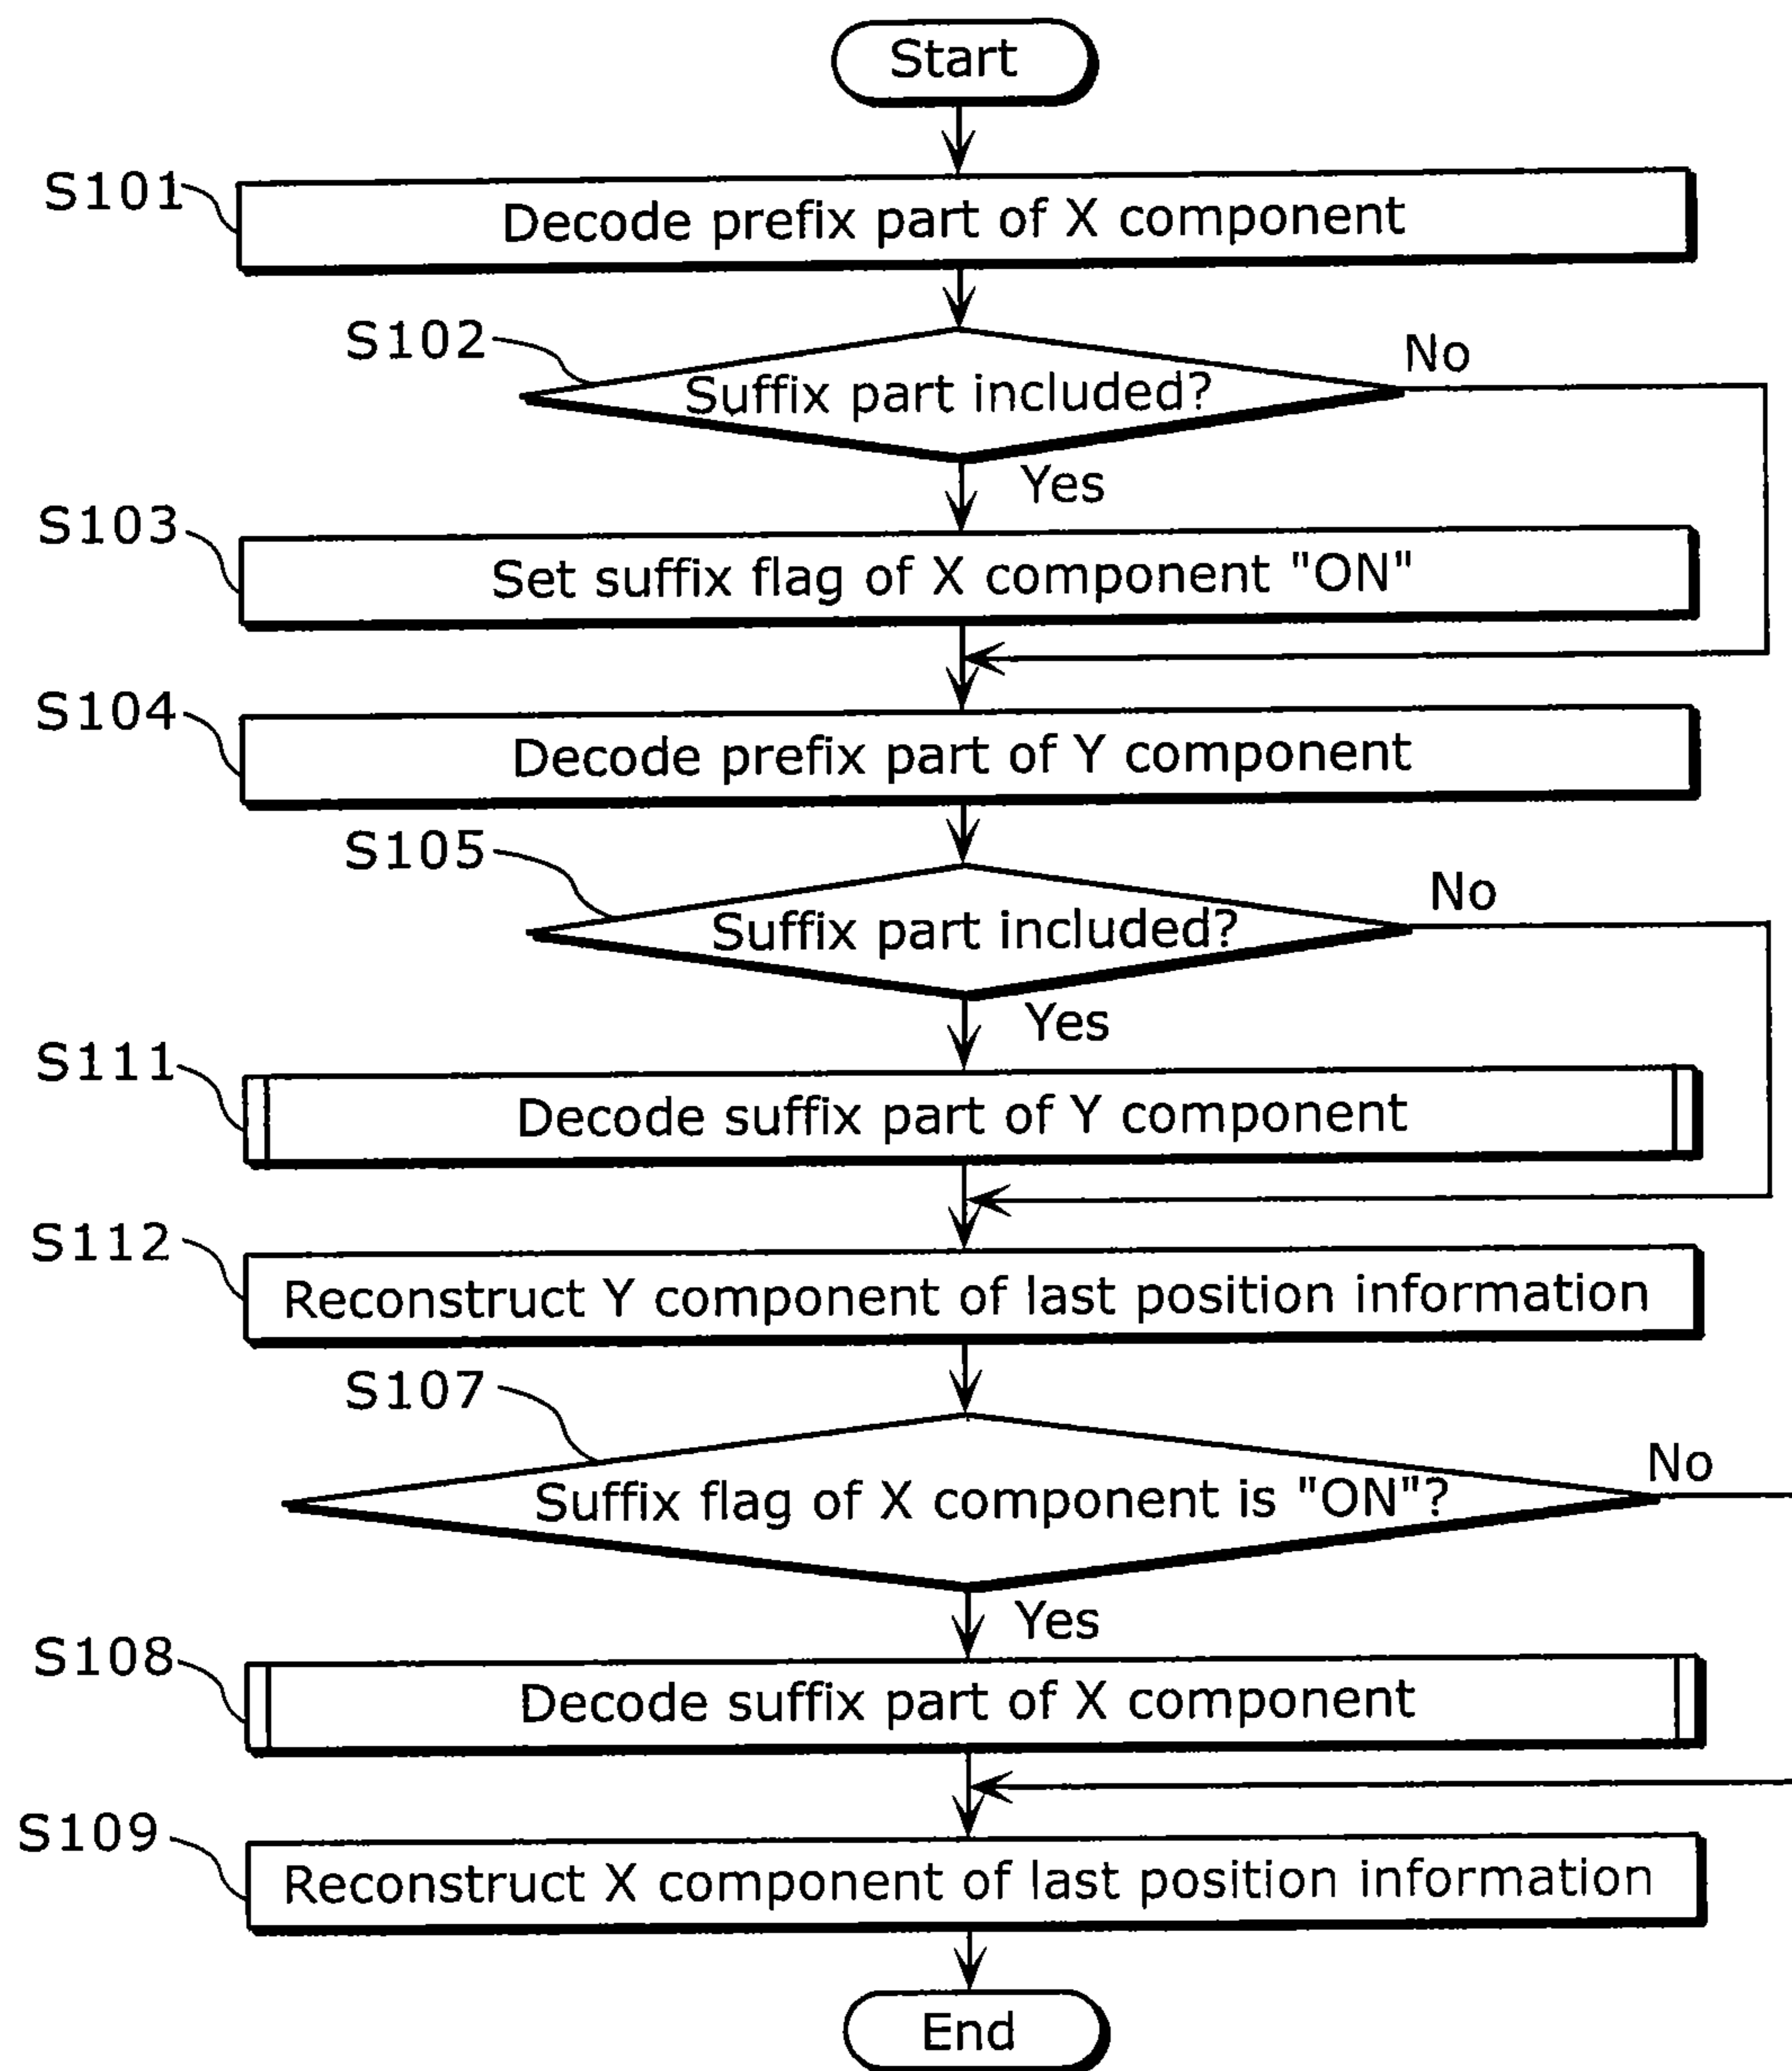 Start
S101
Decode prefix part of X component
S102
No
Suffix part included?
Yes
S103
Set suffix flag of X component "ON"
S104
Decode prefix part of Y component
S105
No
Suffix part included?
Yes
S111
Decode suffix part of Y component
S112
Reconstruct Y component of last position information
S107
No
Suffix flag of X component is "ON"?
Yes
S108
Decode suffix part of X component
S109
Reconstruct X component of last position information
End